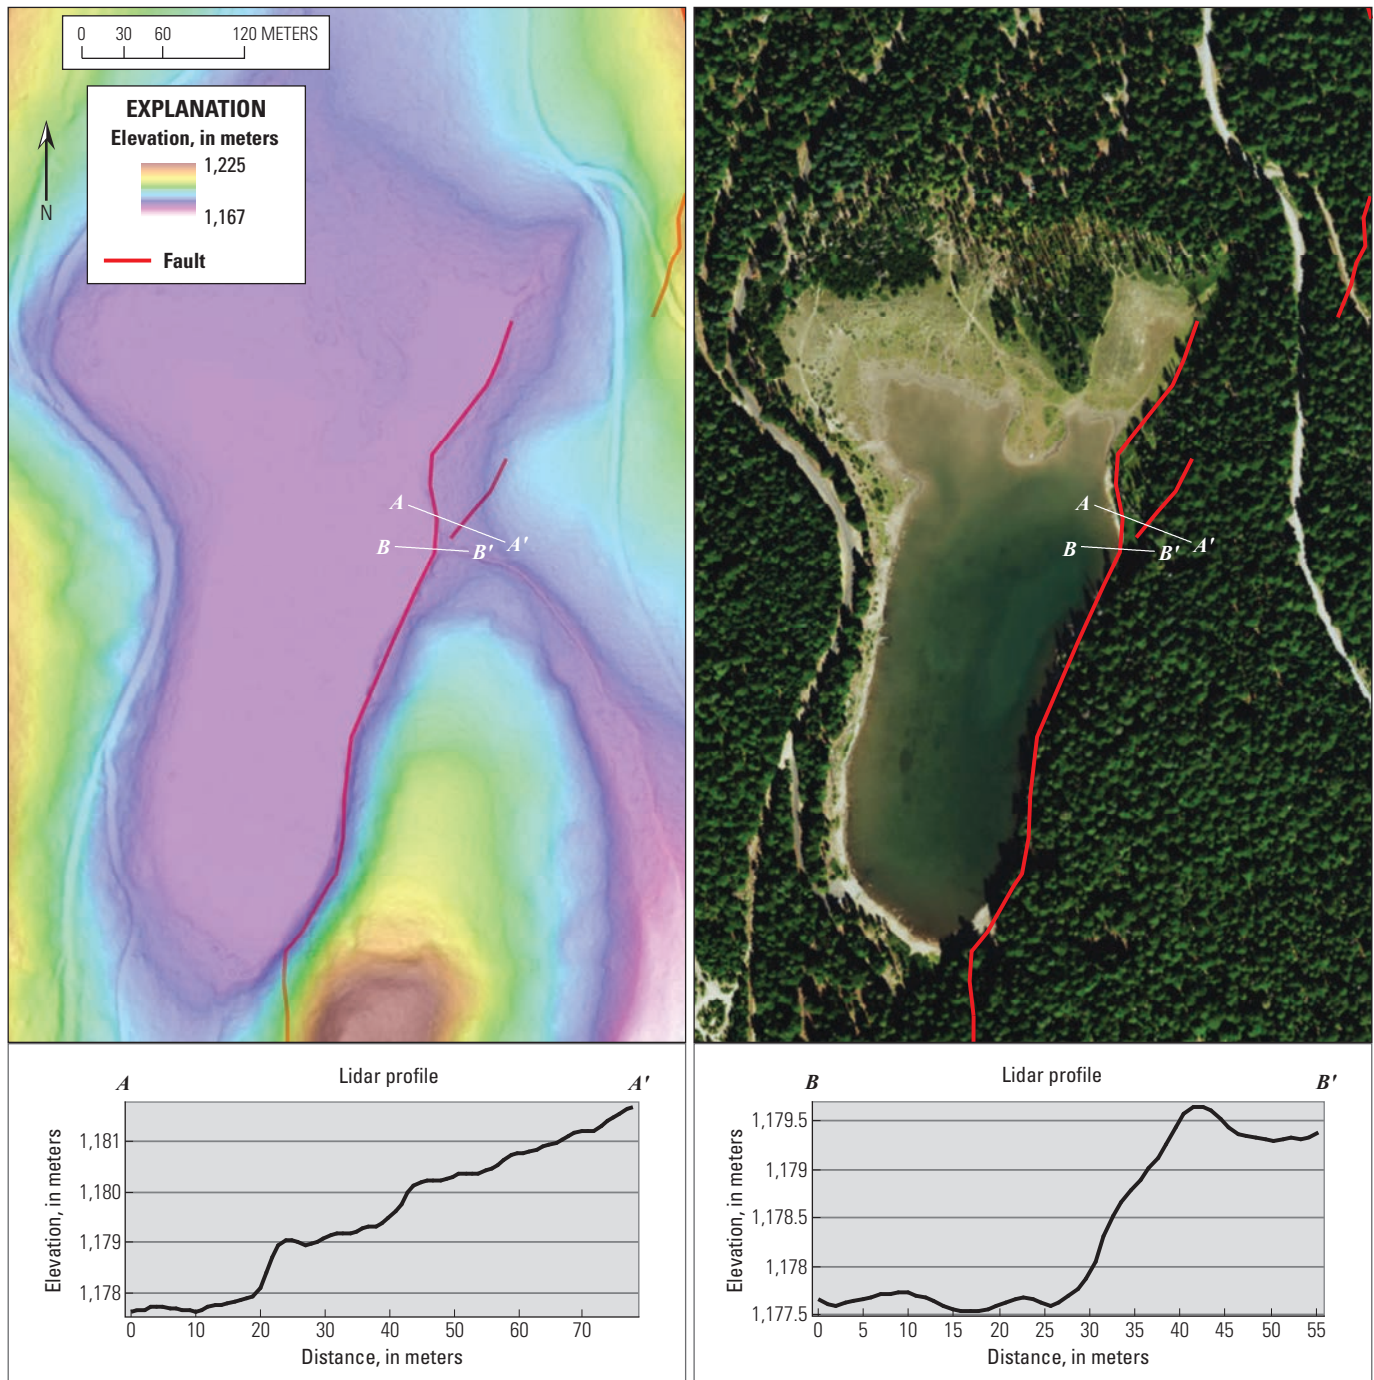 0 30 60 120 METERS
EXPLANATION
Elevation, in meters
1,225
1,167
Fault
N
A
A'
B
B'
A
A'
B
B'
A
Lidar profile
A'
Elevation, in meters
1,181
1,180
1,179
1,178
0 10 20 30 40 50 60 70
Distance, in meters
B
Lidar profile
B'
Elevation, in meters
1,179.5
1,179
1,178.5
1,178
1,177.5
0 5 10 15 20 25 30 35 40 45 50 55
Distance, in meters